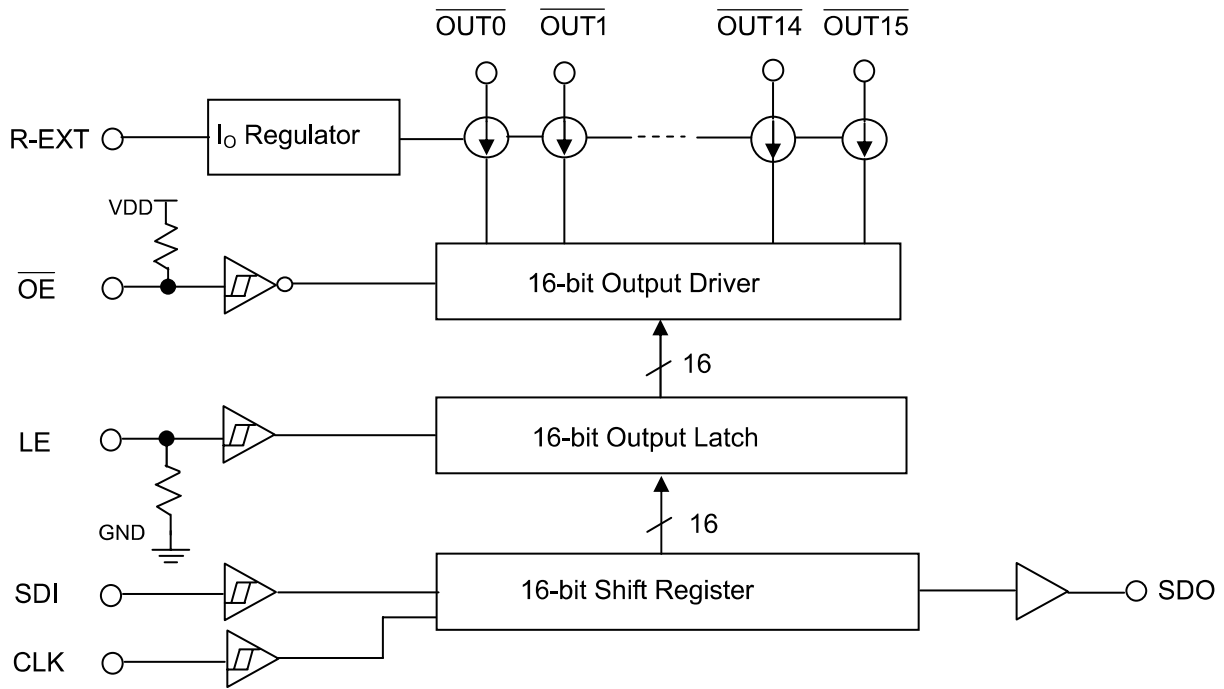 OUT0 OUT1 OUT14 OUT15
R-EXT
IO Regulator
VDD
OE
16-bit Output Driver
16
LE
16-bit Output Latch
GND
16
SDI
16-bit Shift Register
SDO
CLK